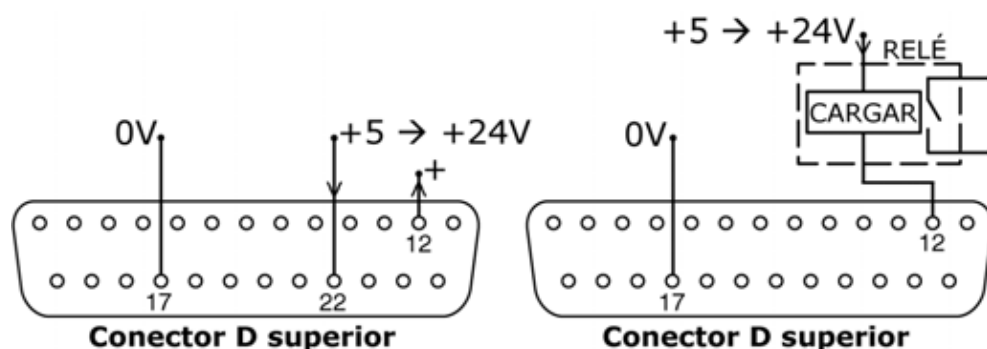 +5 → +24V
RELÉ
CARGAR
0V
+5 → +24V
+
0V
12
12
17
22
17
Conector D superior
Conector D superior